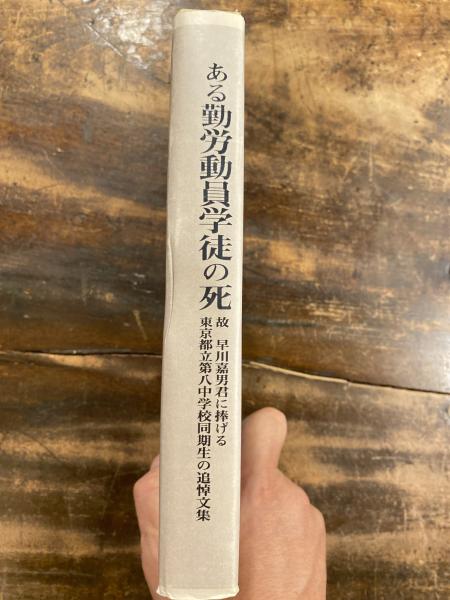 ある勤労動員学徒の死
故 早川嘉男君に捧げる
東京都立第八中学校同期生の追悼文集